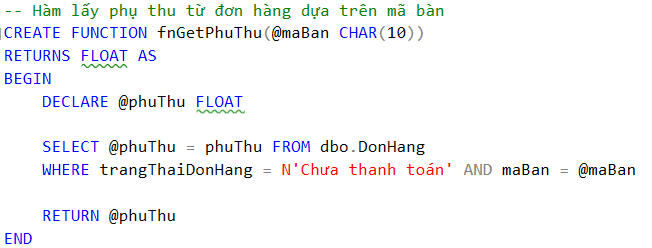 -- Hàm lấy phụ thu từ đơn hàng dựa trên mã bàn
CREATE FUNCTION fnGetPhuThu(@maBan CHAR(10))
RETURNS FLOAT AS
BEGIN
    DECLARE @phuThu FLOAT
    SELECT @phuThu = phuThu FROM dbo.DonHang
    WHERE trangThaiDonHang = N'Chưa thanh toán' AND maBan = @maBan
    RETURN @phuThu
END